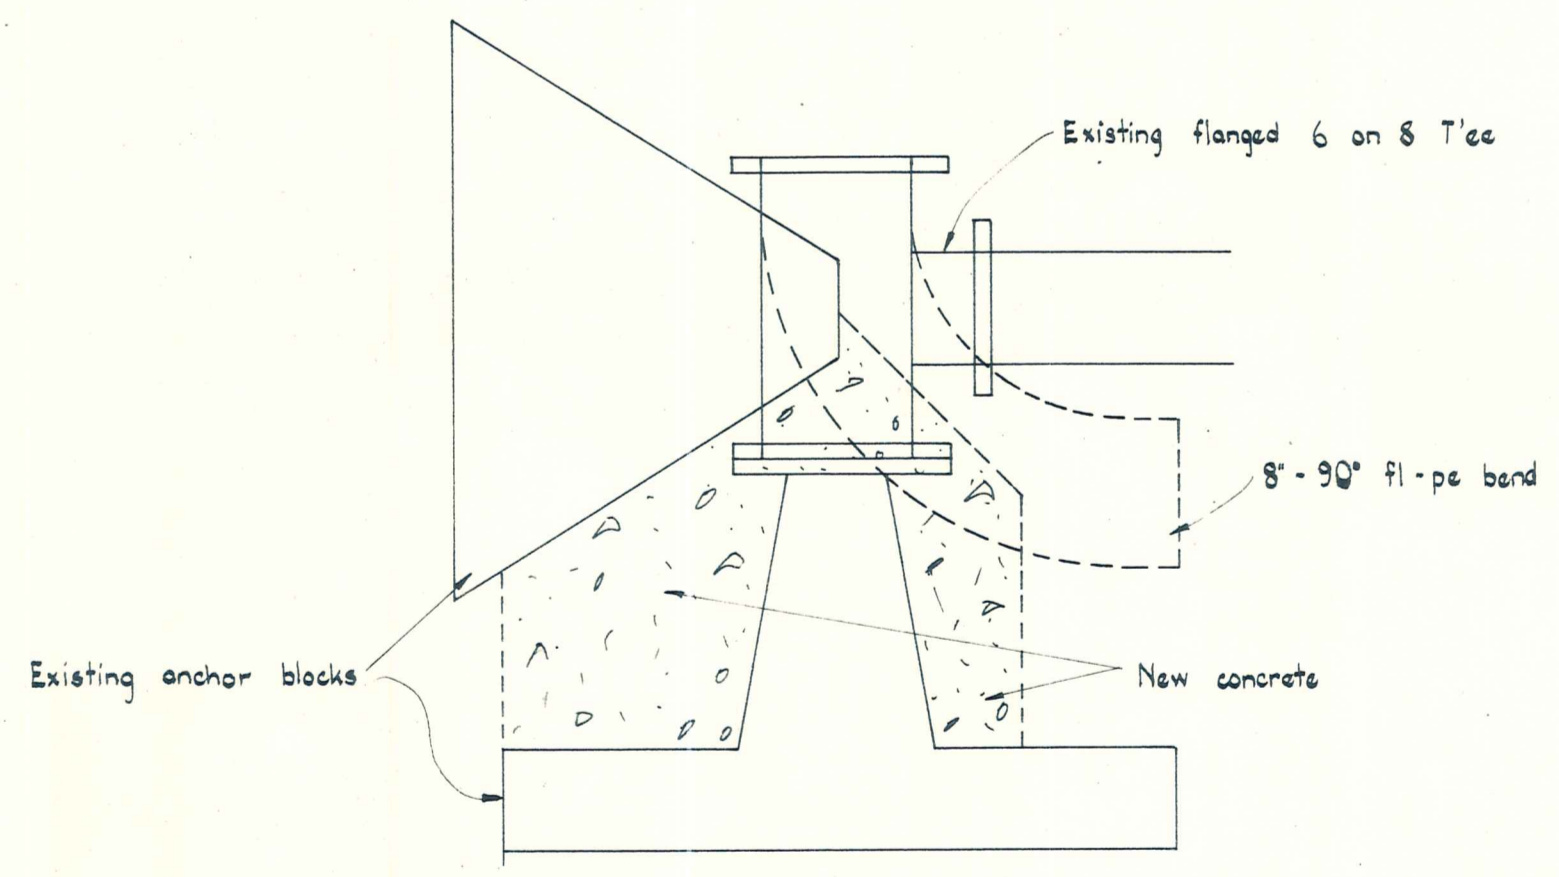 Existing flanged 6 on 8 T'ee
8" - 90° fl - pe bend
Existing anchor blocks
New concrete